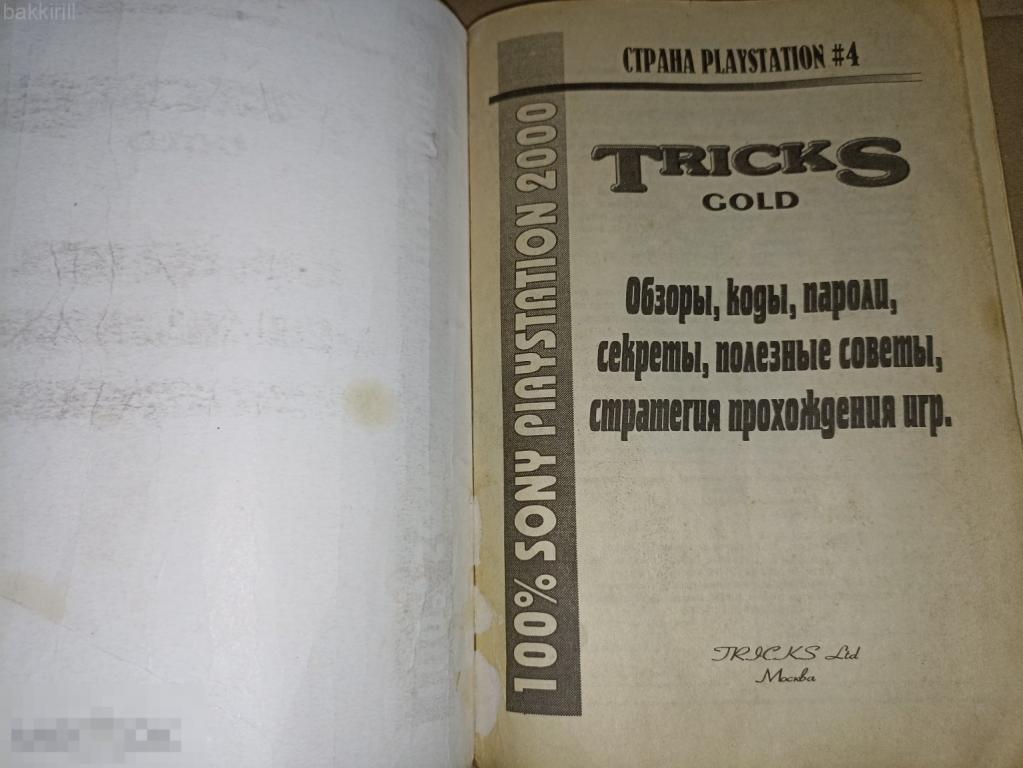 bakkirill
СТРАНА PLAYSTATION #4
100% SONY PLAYSTATION 2000
TRICKS
GOLD
Обзоры, коды, пароли,
секреты, полезные советы,
стратегия прохождения игр.
TRICKS Ltd
Москва